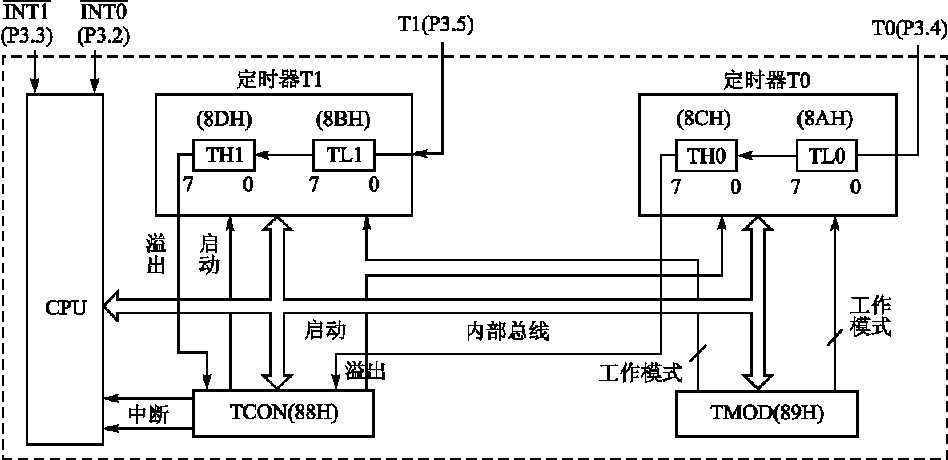 INT1 INT0
(P3.3) (P3.2)
T1(P3.5)
T0(P3.4)
定时器T1
定时器T0
(8DH) (8BH)
(8CH) (8AH)
TH1 TL1
TH0 TL0
7 0 7 0
7 0 7 0
溢出
启动
CPU
启动
内部总线
工作
模式
溢出
工作模式
中断
TCON(88H)
TMOD(89H)